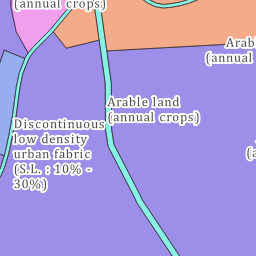 (annual crops)
Arab
(annual
Arable land
(annual crops)
Discontinuous
low density
urban fabric
(S.L. : 10% -
30%)